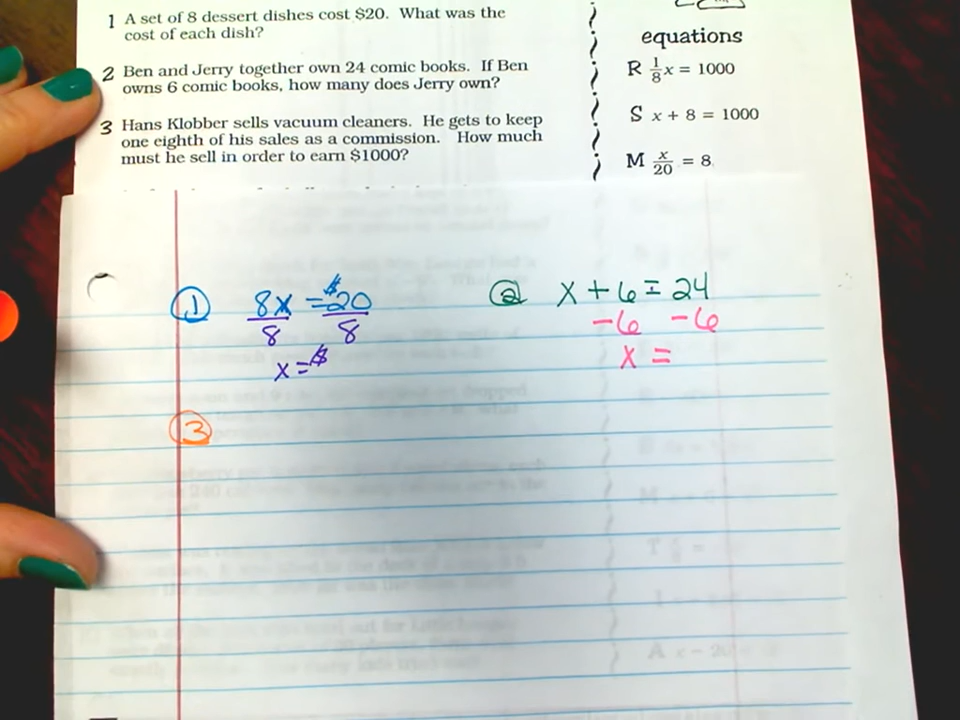 1 A set of 8 dessert dishes cost $20. What was the
cost of each dish?
2 Ben and Jerry together own 24 comic books. If Ben
owns 6 comic books, how many does Jerry own?
3 Hans Klobber sells vacuum cleaners. He gets to keep
one eighth of his sales as a commission. How much
must he sell in order to earn $1000?
equations
R 1/8 x = 1000
S x + 8 = 1000
M x/20 = 8
① 8x = $20
8 8
x = $
② x + 6 = 24
-6 -6
x =
③